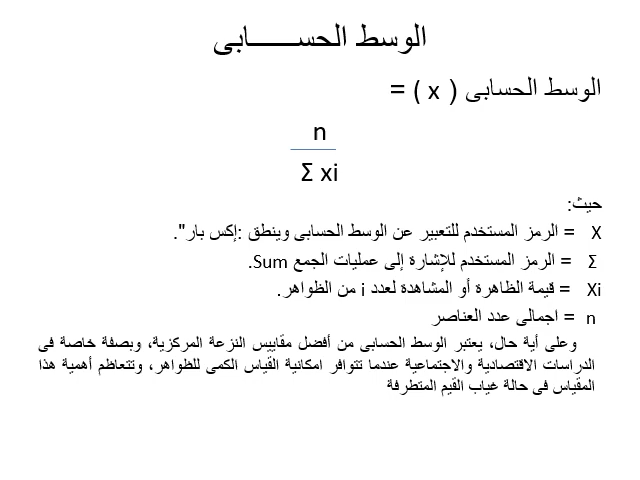 الوسط الحســـــــابى
الوسط الحسابى ( x ) =
n
Σ xi
حيث:
X = الرمز المستخدم للتعبير عن الوسط الحسابى وينطق :إكس بار".
Σ = الرمز المستخدم للإشارة إلى عمليات الجمع Sum.
Xi = قيمة الظاهرة أو المشاهدة لعدد i من الظواهر.
n = اجمالى عدد العناصر
وعلى أية حال، يعتبر الوسط الحسابى من أفضل مقاييس النزعة المركزية، وبصفة خاصة فى
الدراسات الاقتصادية والاجتماعية عندما تتوافر امكانية القياس الكمى للظواهر، وتتعاظم أهمية هذا
المقياس فى حالة غياب القيم المتطرفة